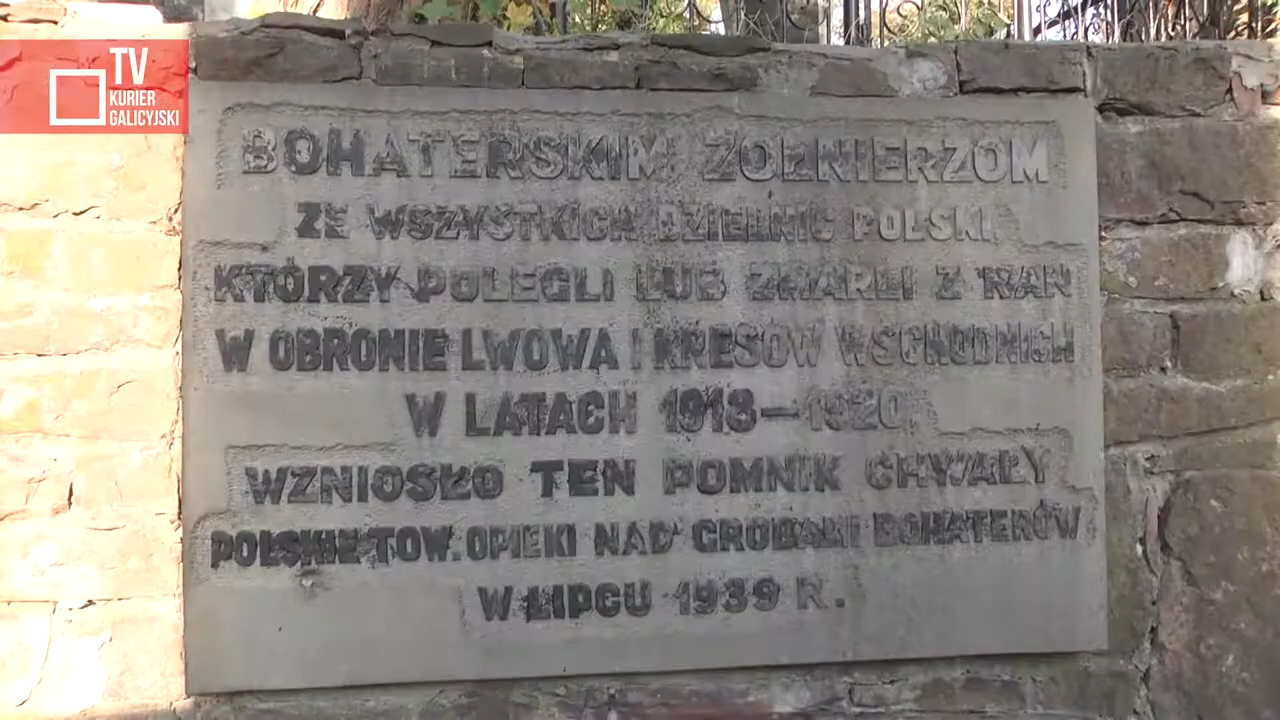 TV
KURIER
GALICYJSKI
BOHATERSKIM ŻOŁNIERZOM
ZE WSZYSTKICH DZIELNIC POLSKI,
KTÓRZY POLEGLI LUB ZMARLI Z RAN
W OBRONIE LWOWA I KRESÓW WSCHODNICH
W LATACH 1918—1920
WZNIOSŁO TEN POMNIK CHWAŁY
POLSKIE TOW. OPIEKI NAD GROBAMI BOHATERÓW
W LIPCU 1939 R.